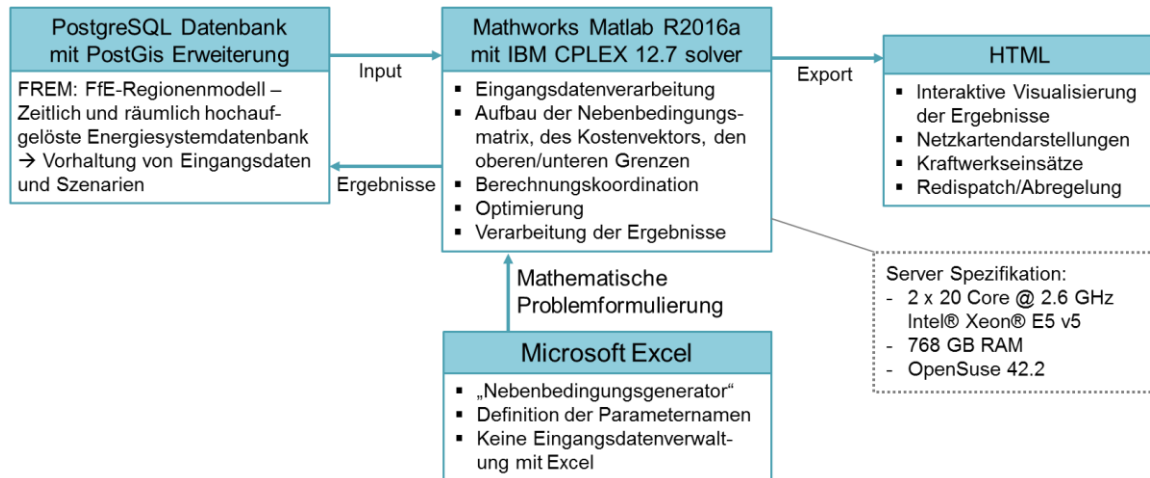 PostgreSQL Datenbank
mit PostGis Erweiterung
FREM: FfE-Regionenmodell –
Zeitlich und räumlich hochauf-
gelöste Energiesystemdatenbank
→ Vorhaltung von Eingangsdaten
und Szenarien
Input
Ergebnisse
Mathworks Matlab R2016a
mit IBM CPLEX 12.7 solver
▪ Eingangsdatenverarbeitung
▪ Aufbau der Nebenbedingungs-
matrix, des Kostenvektors, den
oberen/unteren Grenzen
▪ Berechnungskoordination
▪ Optimierung
▪ Verarbeitung der Ergebnisse
Export
HTML
▪ Interaktive Visualisierung
der Ergebnisse
▪ Netzkartendarstellungen
▪ Kraftwerkseinsätze
▪ Redispatch/Abregelung
Server Spezifikation:
- 2 x 20 Core @ 2.6 GHz
Intel® Xeon® E5 v5
- 768 GB RAM
- OpenSuse 42.2
Mathematische
Problemformulierung
Microsoft Excel
▪ „Nebenbedingungsgenerator“
▪ Definition der Parameternamen
▪ Keine Eingangsdatenverwalt-
ung mit Excel